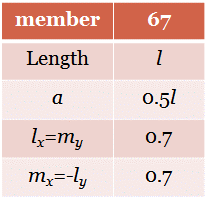 member 67
Length l
a 0.5l
lx=my 0.7
mx=-ly 0.7